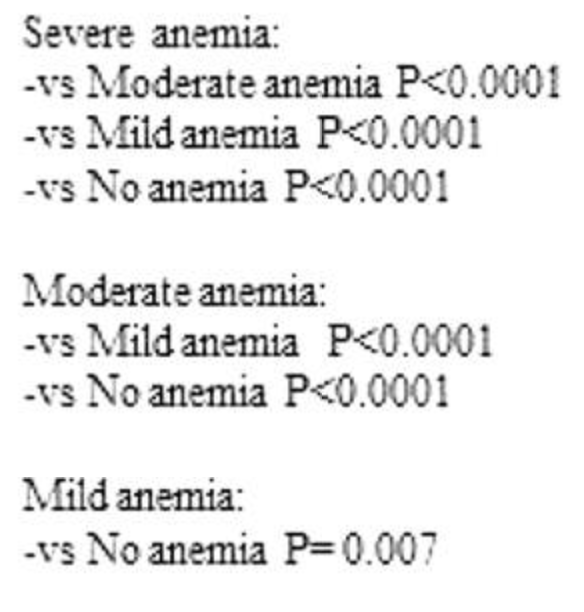 Severe anemia:
-vs Moderate anemia P<0.0001
-vs Mild anemia P<0.0001
-vs No anemia P<0.0001
Moderate anemia:
-vs Mild anemia P<0.0001
-vs No anemia P<0.0001
Mild anemia:
-vs No anemia P= 0.007